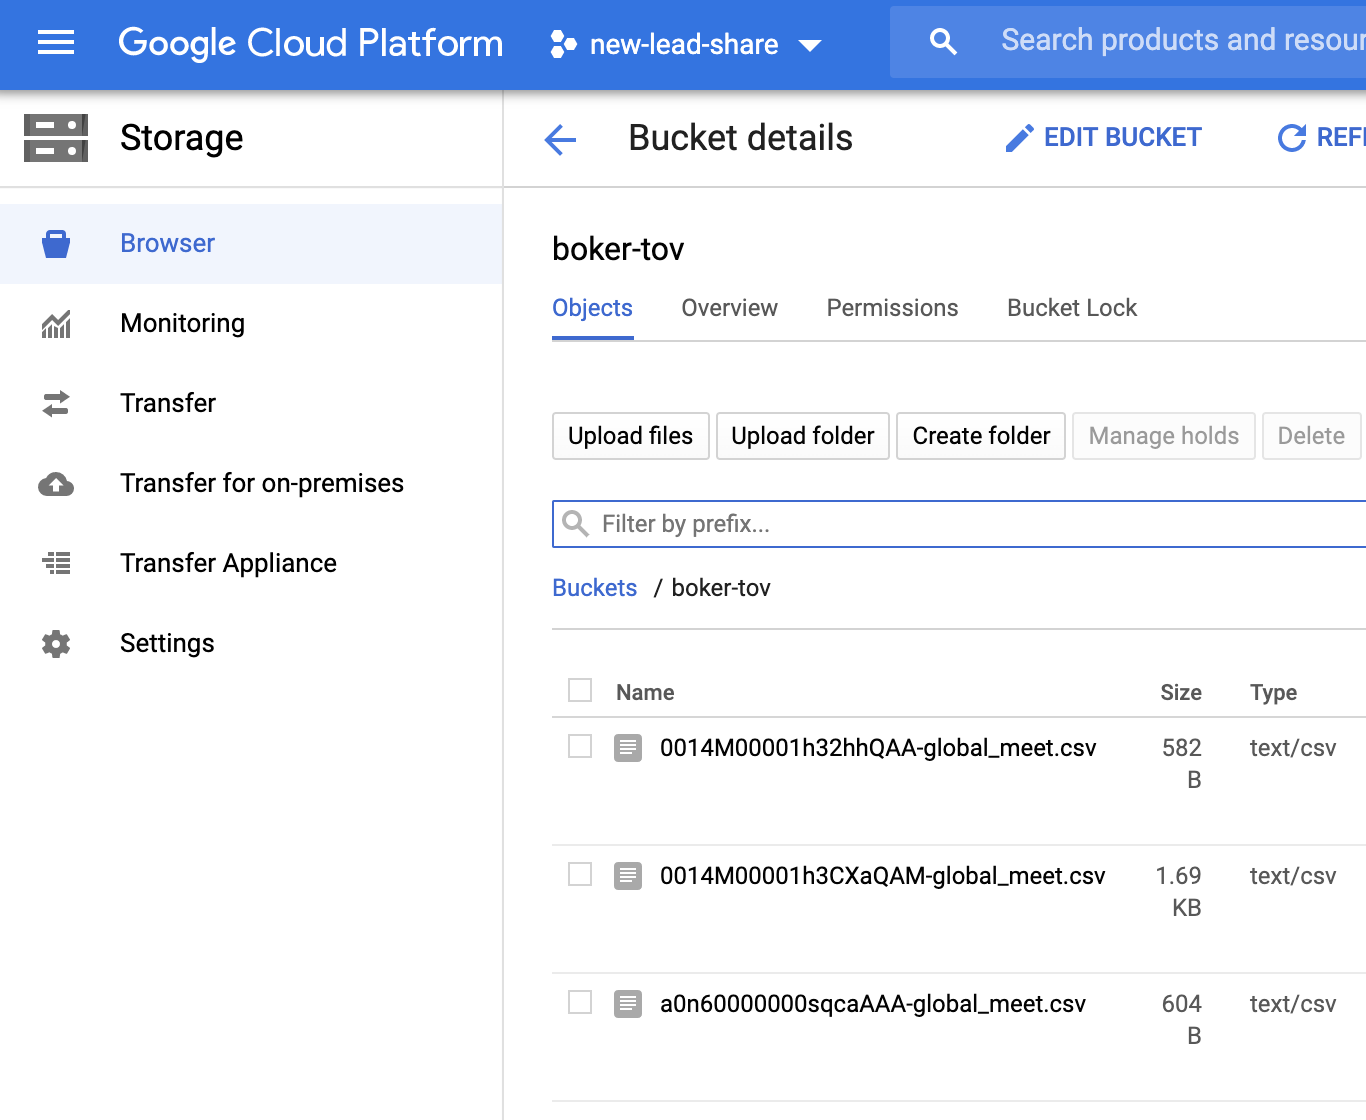 Google Cloud Platform new-lead-share Search products and resour
Storage
Bucket details EDIT BUCKET REF
Browser
Monitoring
Transfer
Transfer for on-premises
Transfer Appliance
Settings
boker-tov
Objects Overview Permissions Bucket Lock
Upload files Upload folder Create folder Manage holds Delete
Filter by prefix...
Buckets / boker-tov
Name Size Type
0014M00001h32hhQAA-global_meet.csv 582 B text/csv
0014M00001h3CXaQAM-global_meet.csv 1.69 KB text/csv
a0n60000000sqcaAAA-global_meet.csv 604 B text/csv